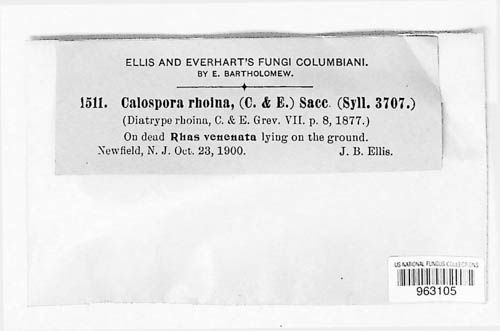 ELLIS AND EVERHART'S FUNGI COLUMBIANI.
BY E. BARTHOLOMEW.
1511. Calospora rhoina, (C. & E.) Sacc. (Syll. 3707.)
(Diatrype rhoina, C. & E. Grev. VII. p. 8, 1877.)
On dead Rhas venenata lying on the ground.
Newfield, N. J. Oct. 23, 1900. J. B. Ellis.
US NATIONAL FUNGUS COLLECTIONS
963105